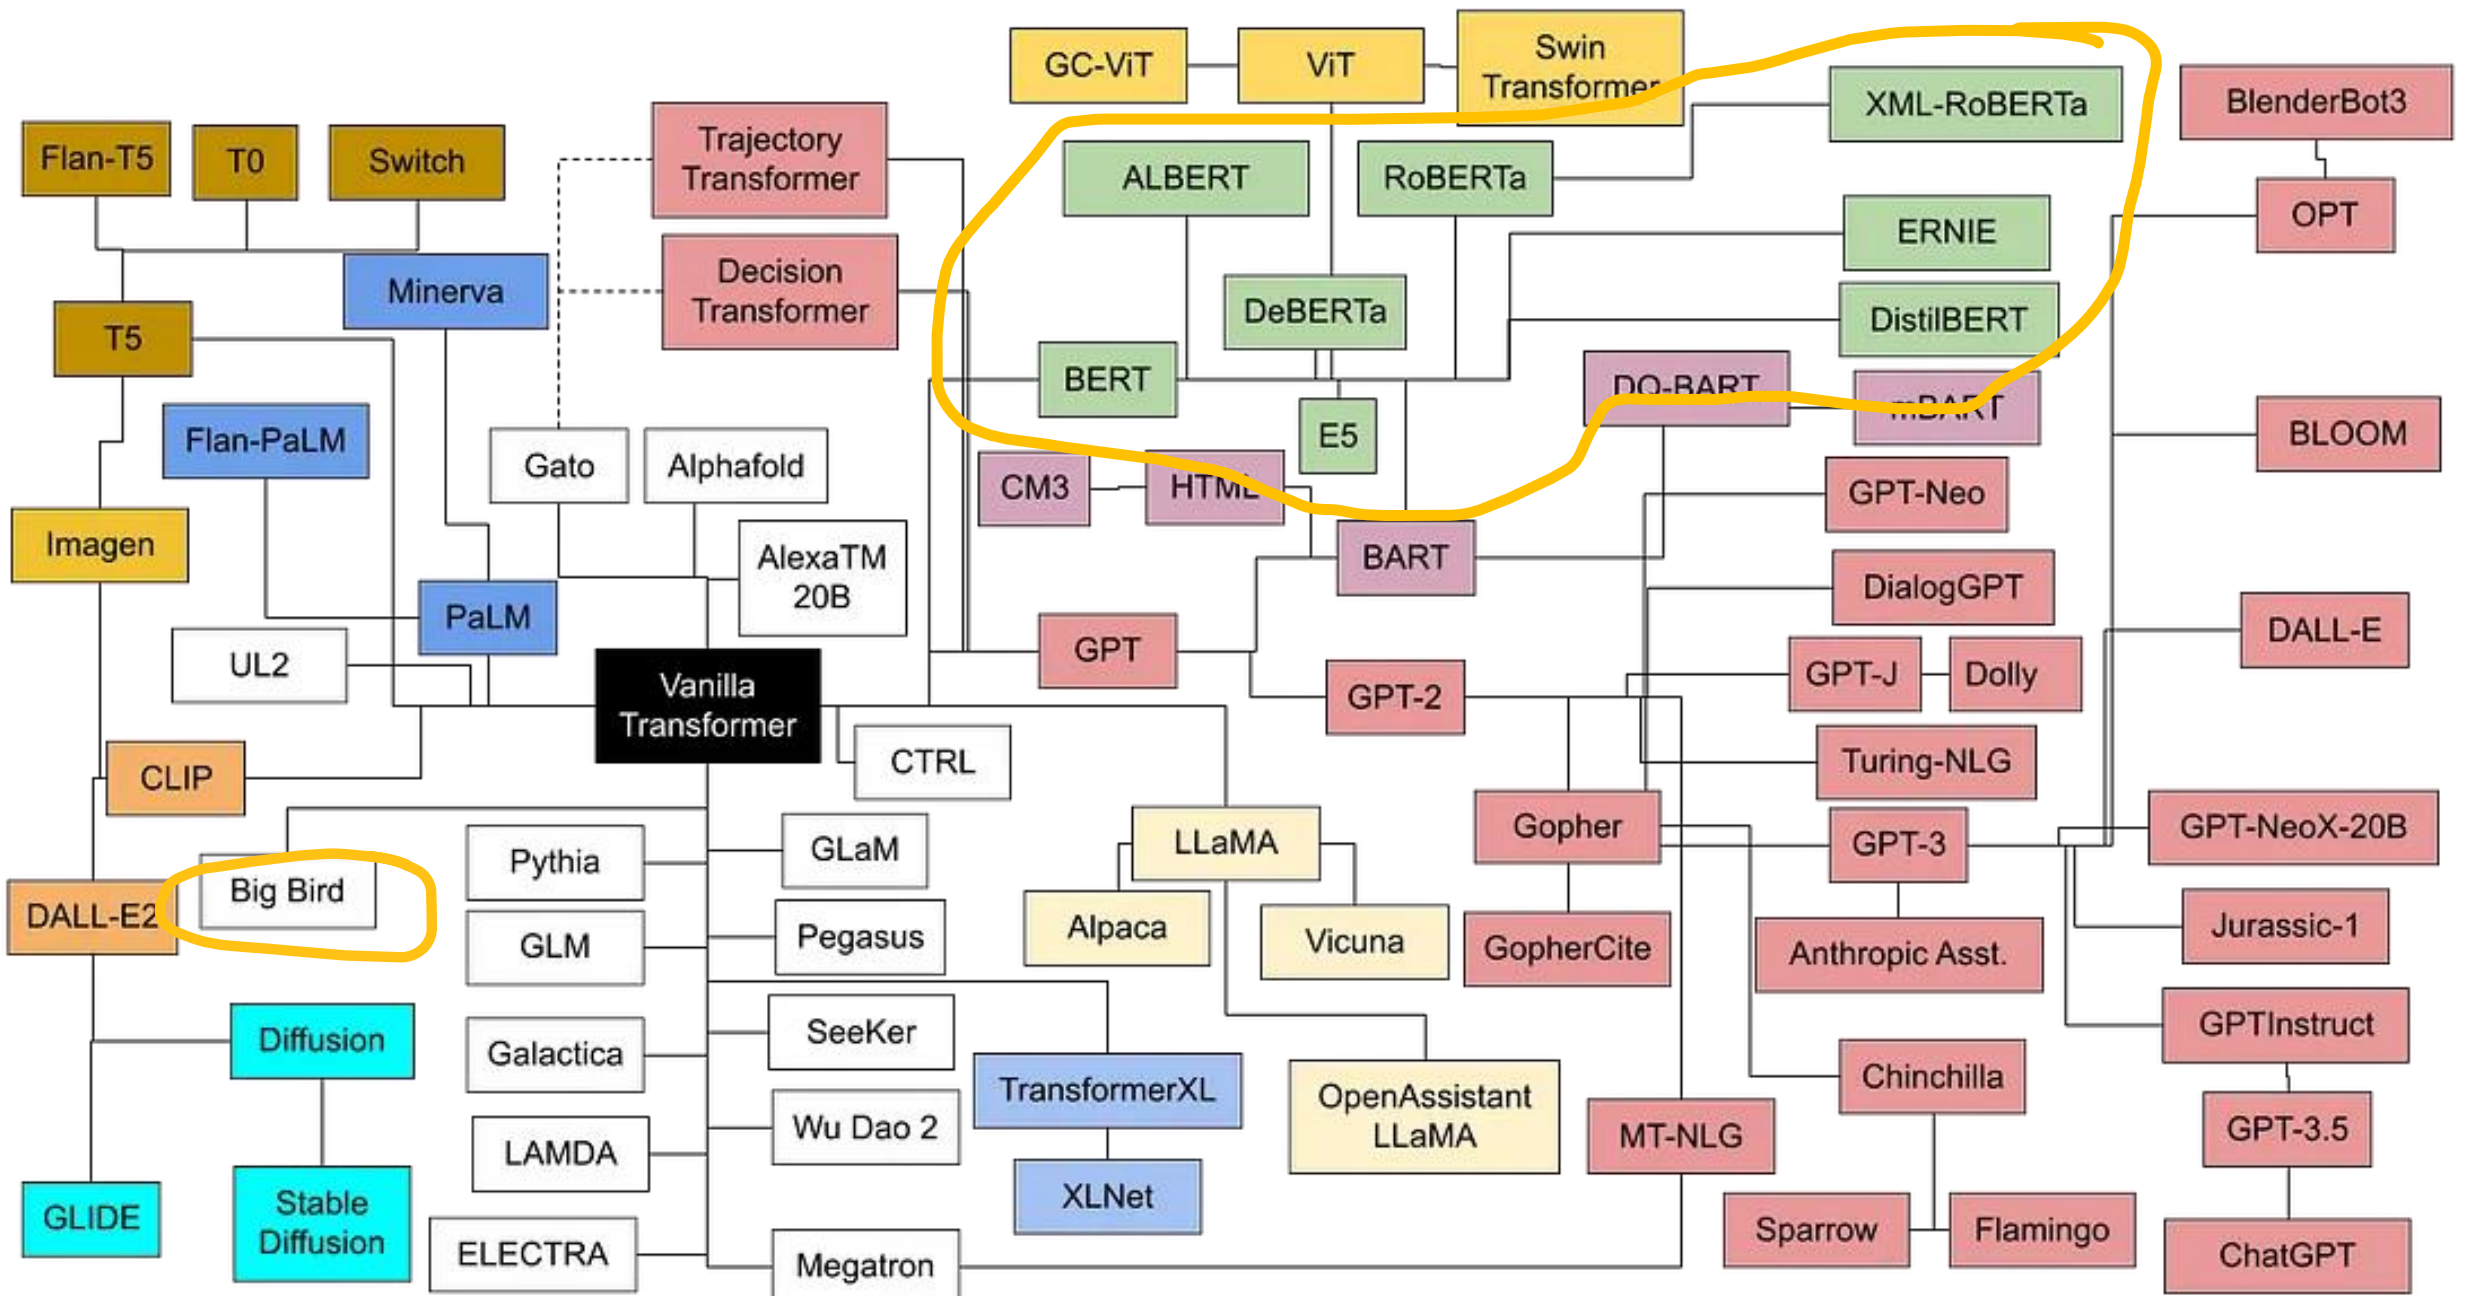 GC-ViT
ViT
Swin
Transformer
XML-RoBERTa
BlenderBot3
Flan-T5
T0
Switch
Trajectory
Transformer
ALBERT
RoBERTa
OPT
ERNIE
Minerva
Decision
Transformer
DeBERTa
DistilBERT
T5
BERT
DQ-BART
mBART
Flan-PaLM
Gato
Alphafold
E5
BLOOM
CM3
HTML
GPT-Neo
Imagen
AlexaTM
20B
BART
DialogGPT
PaLM
UL2
GPT
DALL-E
Vanilla
Transformer
GPT-2
GPT-J
Dolly
CLIP
CTRL
Turing-NLG
Pythia
GLaM
LLaMA
Gopher
GPT-3
GPT-NeoX-20B
DALL-E2
Big Bird
GLM
Pegasus
Alpaca
Vicuna
GopherCite
Anthropic Asst.
Jurassic-1
Diffusion
Galactica
SeeKer
GPTInstruct
TransformerXL
OpenAssistant
LLaMA
Chinchilla
LAMDA
Wu Dao 2
MT-NLG
GPT-3.5
GLIDE
Stable
Diffusion
XLNet
ELECTRA
Megatron
Sparrow
Flamingo
ChatGPT